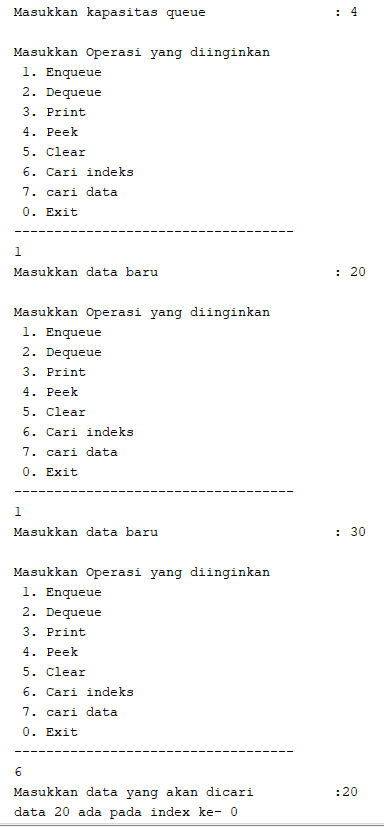 Masukkan kapasitas queue : 4
Masukkan Operasi yang diinginkan
1. Enqueue
2. Dequeue
3. Print
4. Peek
5. Clear
6. Cari indeks
7. cari data
0. Exit
-----------------------------------
1
Masukkan data baru : 20
Masukkan Operasi yang diinginkan
1. Enqueue
2. Dequeue
3. Print
4. Peek
5. Clear
6. Cari indeks
7. cari data
0. Exit
-----------------------------------
1
Masukkan data baru : 30
Masukkan Operasi yang diinginkan
1. Enqueue
2. Dequeue
3. Print
4. Peek
5. Clear
6. Cari indeks
7. cari data
0. Exit
-----------------------------------
6
Masukkan data yang akan dicari :20
data 20 ada pada index ke- 0